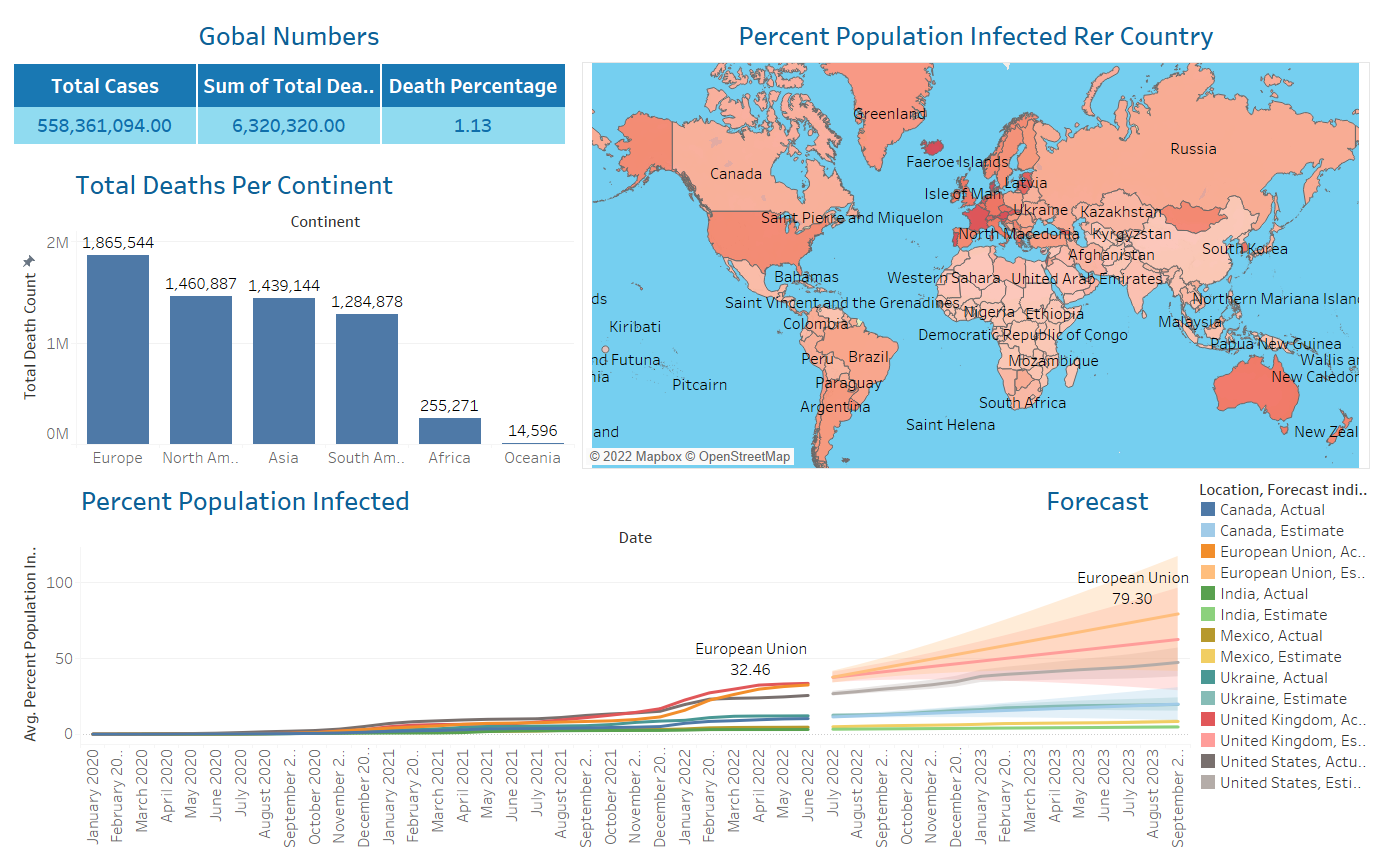 Gobal Numbers
Total Cases
Sum of Total Dea..
Death Percentage
558,361,094.00
6,320,320.00
1.13
Total Deaths Per Continent
Continent
Total Death Count
2M
1M
0M
1,865,544
1,460,887
1,439,144
1,284,878
255,271
14,596
Europe
North Am..
Asia
South Am..
Africa
Oceania
Percent Population Infected Rer Country
Greenland
Russia
Faeroe Islands
Canada
Latvia
Isle of Man
Ukraine
Kazakhstan
Saint Pierre and Miquelon
North Macedonia
Kyrgyzstan
South Korea
Afghanistan
Bahamas
Western Sahara
United Arab Emirates
ds
Saint Vincent and the Grenadines
Northern Mariana Islan
Nigeria
Ethiopia
Kiribati
Colombia
Malaysia
Democratic Republic of Congo
Papua New Guinea
nd Futuna
Peru
Brazil
Mozambique
Wallis an
nia
Pitcairn
Paraguay
New Caledon
Argentina
South Africa
Saint Helena
and
New Zeal
© 2022 Mapbox © OpenStreetMap
Percent Population Infected
Forecast
Date
Avg. Percent Population In..
100
50
0
European Union
32.46
European Union
79.30
January 2020
February 20..
March 2020
April 2020
May 2020
June 2020
July 2020
August 2020
September 2..
October 2020
November 2..
December 20..
January 2021
February 20..
March 2021
April 2021
May 2021
June 2021
July 2021
August 2021
September 2..
October 2021
November 2..
December 20..
January 2022
February 20..
March 2022
April 2022
May 2022
June 2022
July 2022
August 2022
September 2..
October 2022
November 2..
December 20..
January 2023
February 20..
March 2023
April 2023
May 2023
June 2023
July 2023
August 2023
September 2..
Location, Forecast indi..
Canada, Actual
Canada, Estimate
European Union, Ac..
European Union, Es..
India, Actual
India, Estimate
Mexico, Actual
Mexico, Estimate
Ukraine, Actual
Ukraine, Estimate
United Kingdom, Ac..
United Kingdom, Es..
United States, Actu..
United States, Esti..